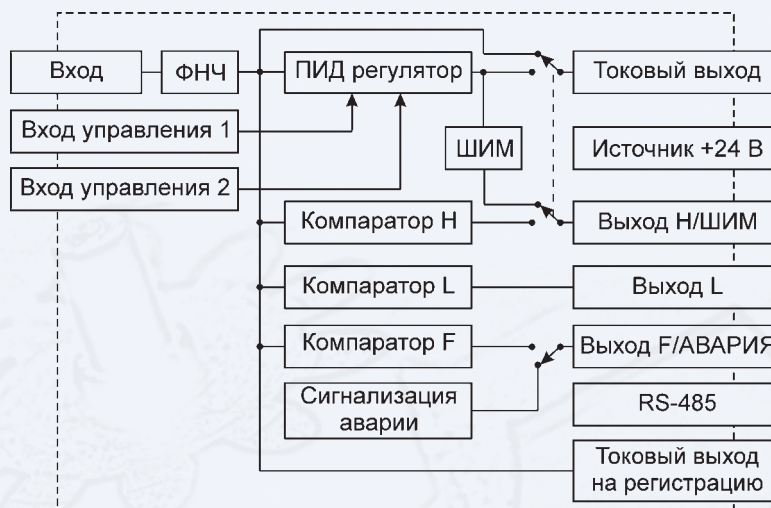 Вход
ФНЧ
ПИД регулятор
Токовый выход
Вход управления 1
ШИМ
Источник +24 В
Вход управления 2
Компаратор H
Выход H/ШИМ
Компаратор L
Выход L
Компаратор F
Выход F/АВАРИЯ
Сигнализация
аварии
RS-485
Токовый выход
на регистрацию